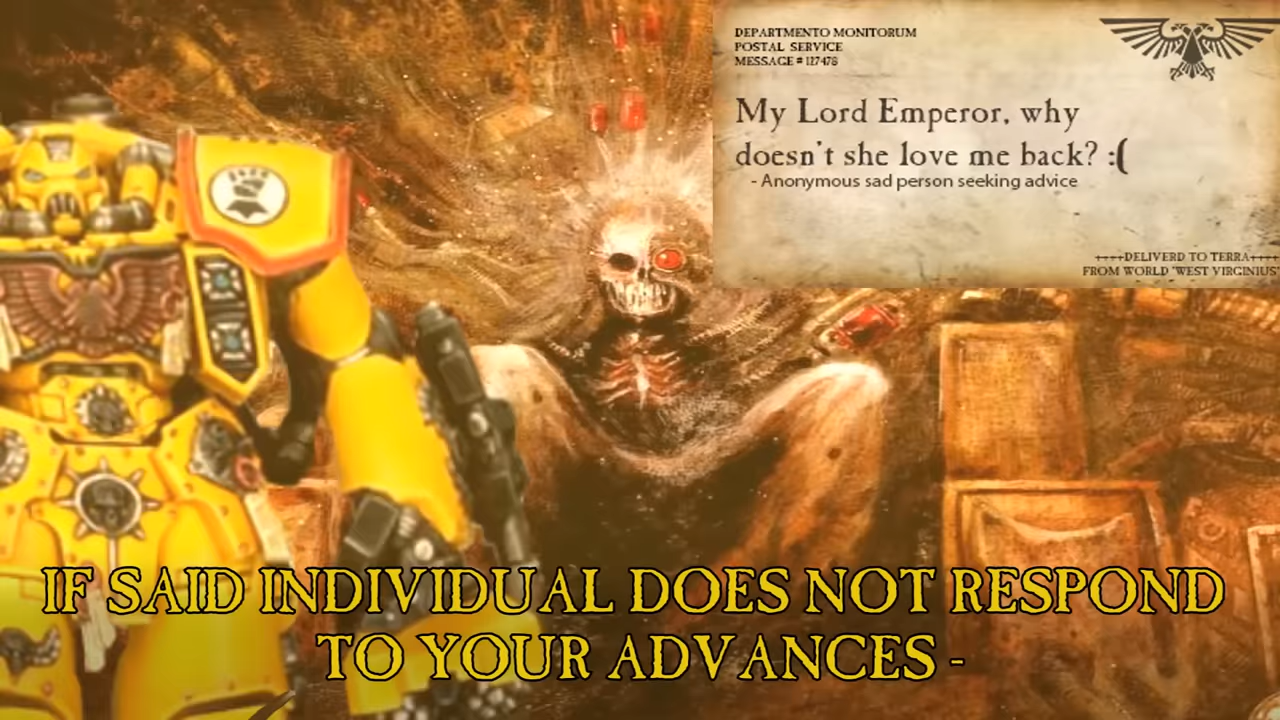 DEPARTMENTO MONITORUM
POSTAL SERVICE
MESSAGE # 127478
My Lord Emperor, why
doesn't she love me back? :(
- Anonymous sad person seeking advice
++++DELIVERD TO TERRA++++
FROM WORLD "WEST VIRGINIUS"
IF SAID INDIVIDUAL DOES NOT RESPOND
TO YOUR ADVANCES -